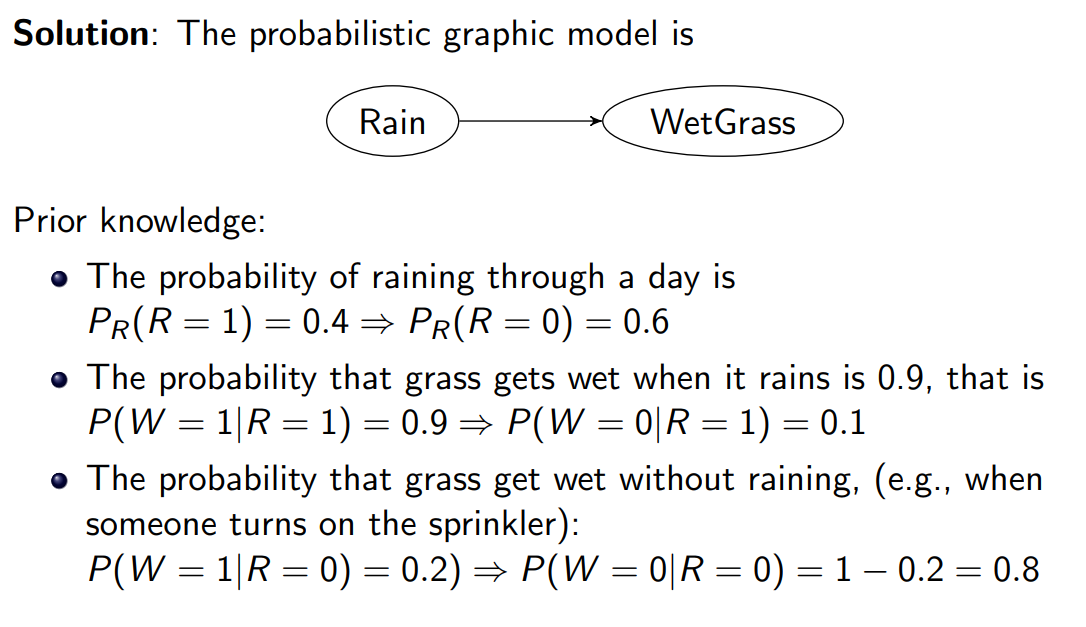 Solution: The probabilistic graphic model is
Rain WetGrass
Prior knowledge:
The probability of raining through a day is
P_R(R = 1) = 0.4 ⇒ P_R(R = 0) = 0.6
The probability that grass gets wet when it rains is 0.9, that is
P(W = 1|R = 1) = 0.9 ⇒ P(W = 0|R = 1) = 0.1
The probability that grass get wet without raining, (e.g., when
someone turns on the sprinkler):
P(W = 1|R = 0) = 0.2) ⇒ P(W = 0|R = 0) = 1 − 0.2 = 0.8